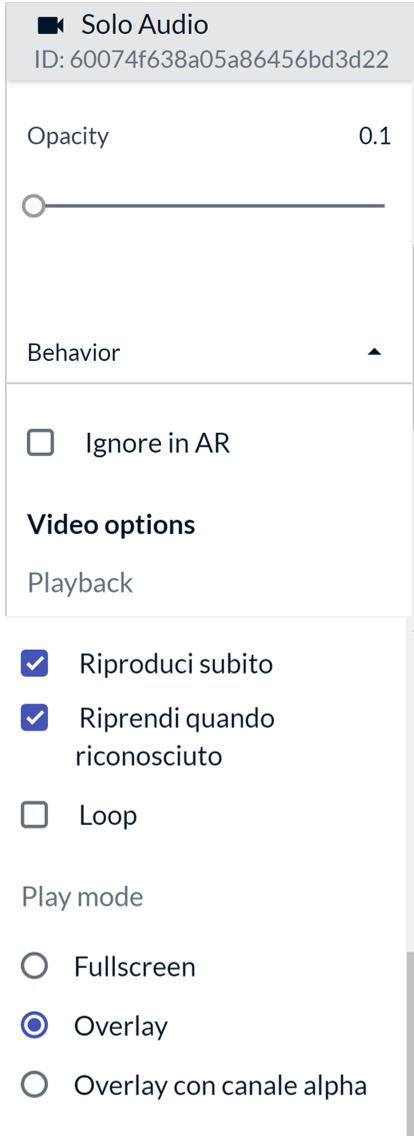 Solo Audio
ID: 60074f638a05a86456bd3d22
Opacity 0.1
Behavior
Ignore in AR
Video options
Playback
Riproduci subito
Riprendi quando
riconosciuto
Loop
Play mode
Fullscreen
Overlay
Overlay con canale alpha